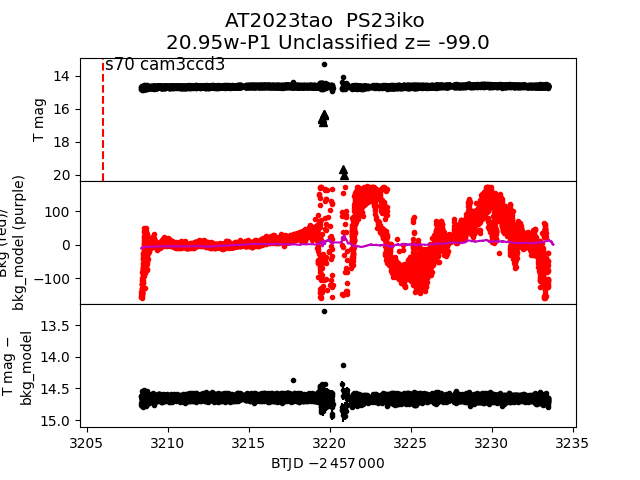 AT2023tao  PS23iko
20.95w-P1 Unclassified z= -99.0
s70 cam3ccd3
T mag
14
16
18
20
bkg_model (purple)
100
0
−100
T mag −
bkg_model
13.5
14.0
14.5
15.0
3205 3210 3215 3220 3225 3230 3235
BTJD −2 457 000